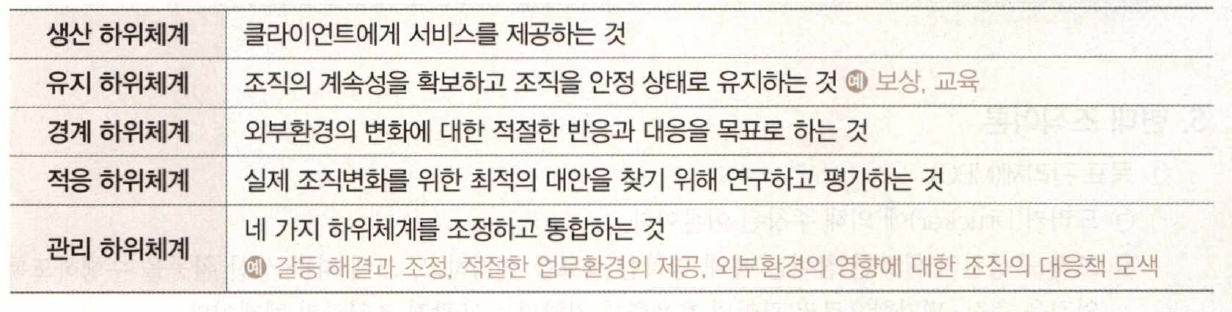 생산 하위체계 클라이언트에게 서비스를 제공하는 것
유지 하위체계 조직의 계속성을 확보하고 조직을 안정 상태로 유지하는 것 예 보상, 교육
경계 하위체계 외부환경의 변화에 대한 적절한 반응과 대응을 목표로 하는 것
적응 하위체계 실제 조직변화를 위한 최적의 대안을 찾기 위해 연구하고 평가하는 것
관리 하위체계 네 가지 하위체계를 조정하고 통합하는 것
예 갈등 해결과 조정, 적절한 업무환경의 제공, 외부환경의 영향에 대한 조직의 대응책 모색